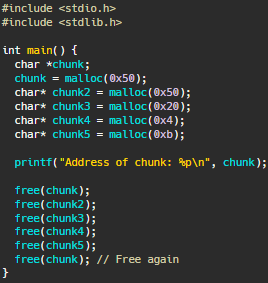 #include <stdio.h>
#include <stdlib.h>

int main() {
  char *chunk;
  chunk = malloc(0x50);
  char* chunk2 = malloc(0x50);
  char* chunk3 = malloc(0x20);
  char* chunk4 = malloc(0x4);
  char* chunk5 = malloc(0xb);

  printf("Address of chunk: %p\n", chunk);

  free(chunk);
  free(chunk2);
  free(chunk3);
  free(chunk4);
  free(chunk5);
  free(chunk); // Free again
}